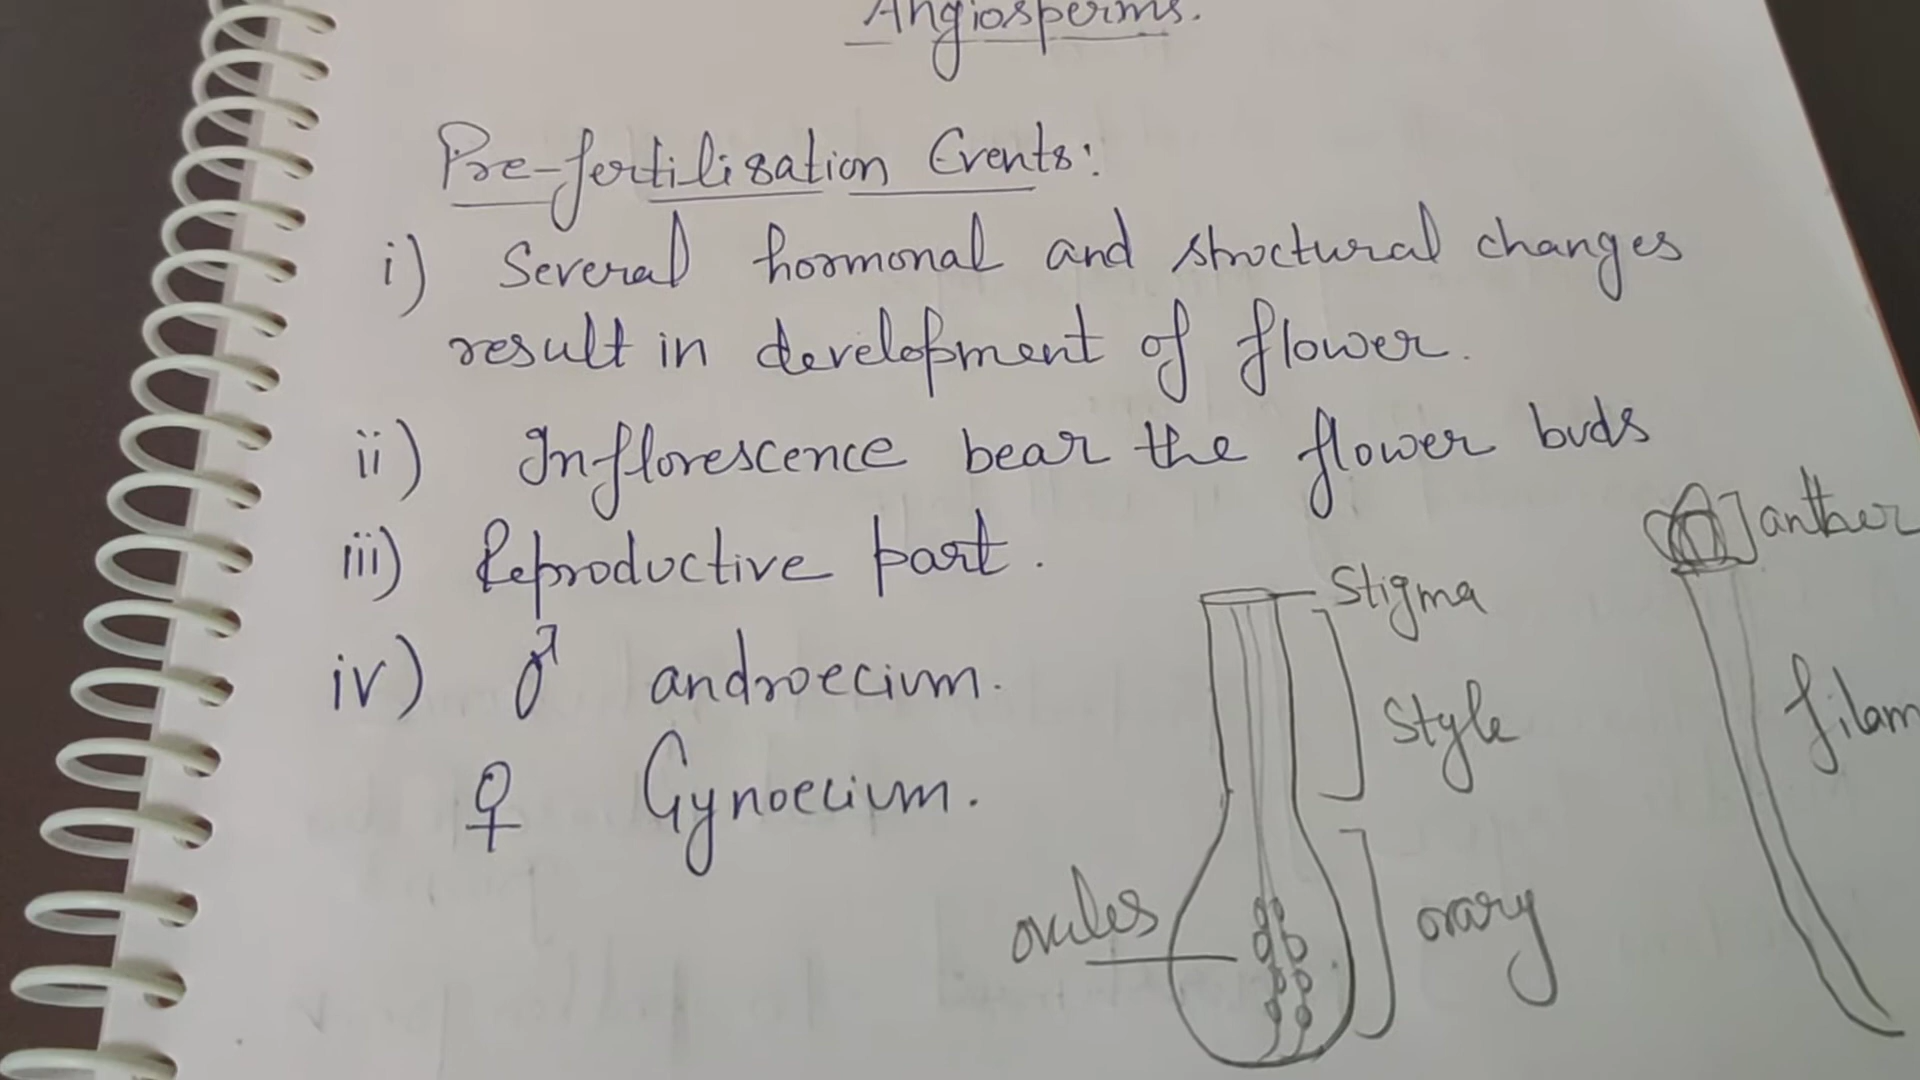 Angiosperms.
Pre-fertilisation Events:
i) Several hormonal and structural changes
result in development of flower.
ii) Inflorescence bear the flower buds
iii) Reproductive part.
iv) ♂ androecium.
♀ Gynoecium.
Stigma
Style
ovary
ovules
anther
filam